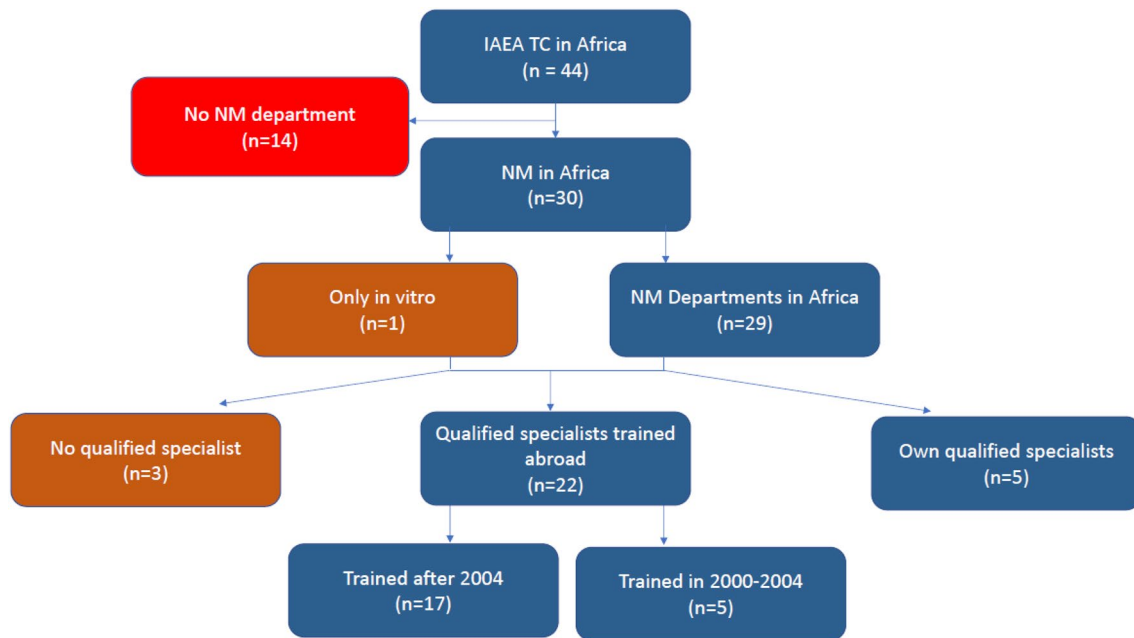 IAEA TC in Africa
(n = 44)
No NM department
(n=14)
NM in Africa
(n=30)
Only in vitro
(n=1)
NM Departments in Africa
(n=29)
No qualified specialist
(n=3)
Qualified specialists trained
abroad
(n=22)
Own qualified specialists
(n=5)
Trained after 2004
(n=17)
Trained in 2000-2004
(n=5)